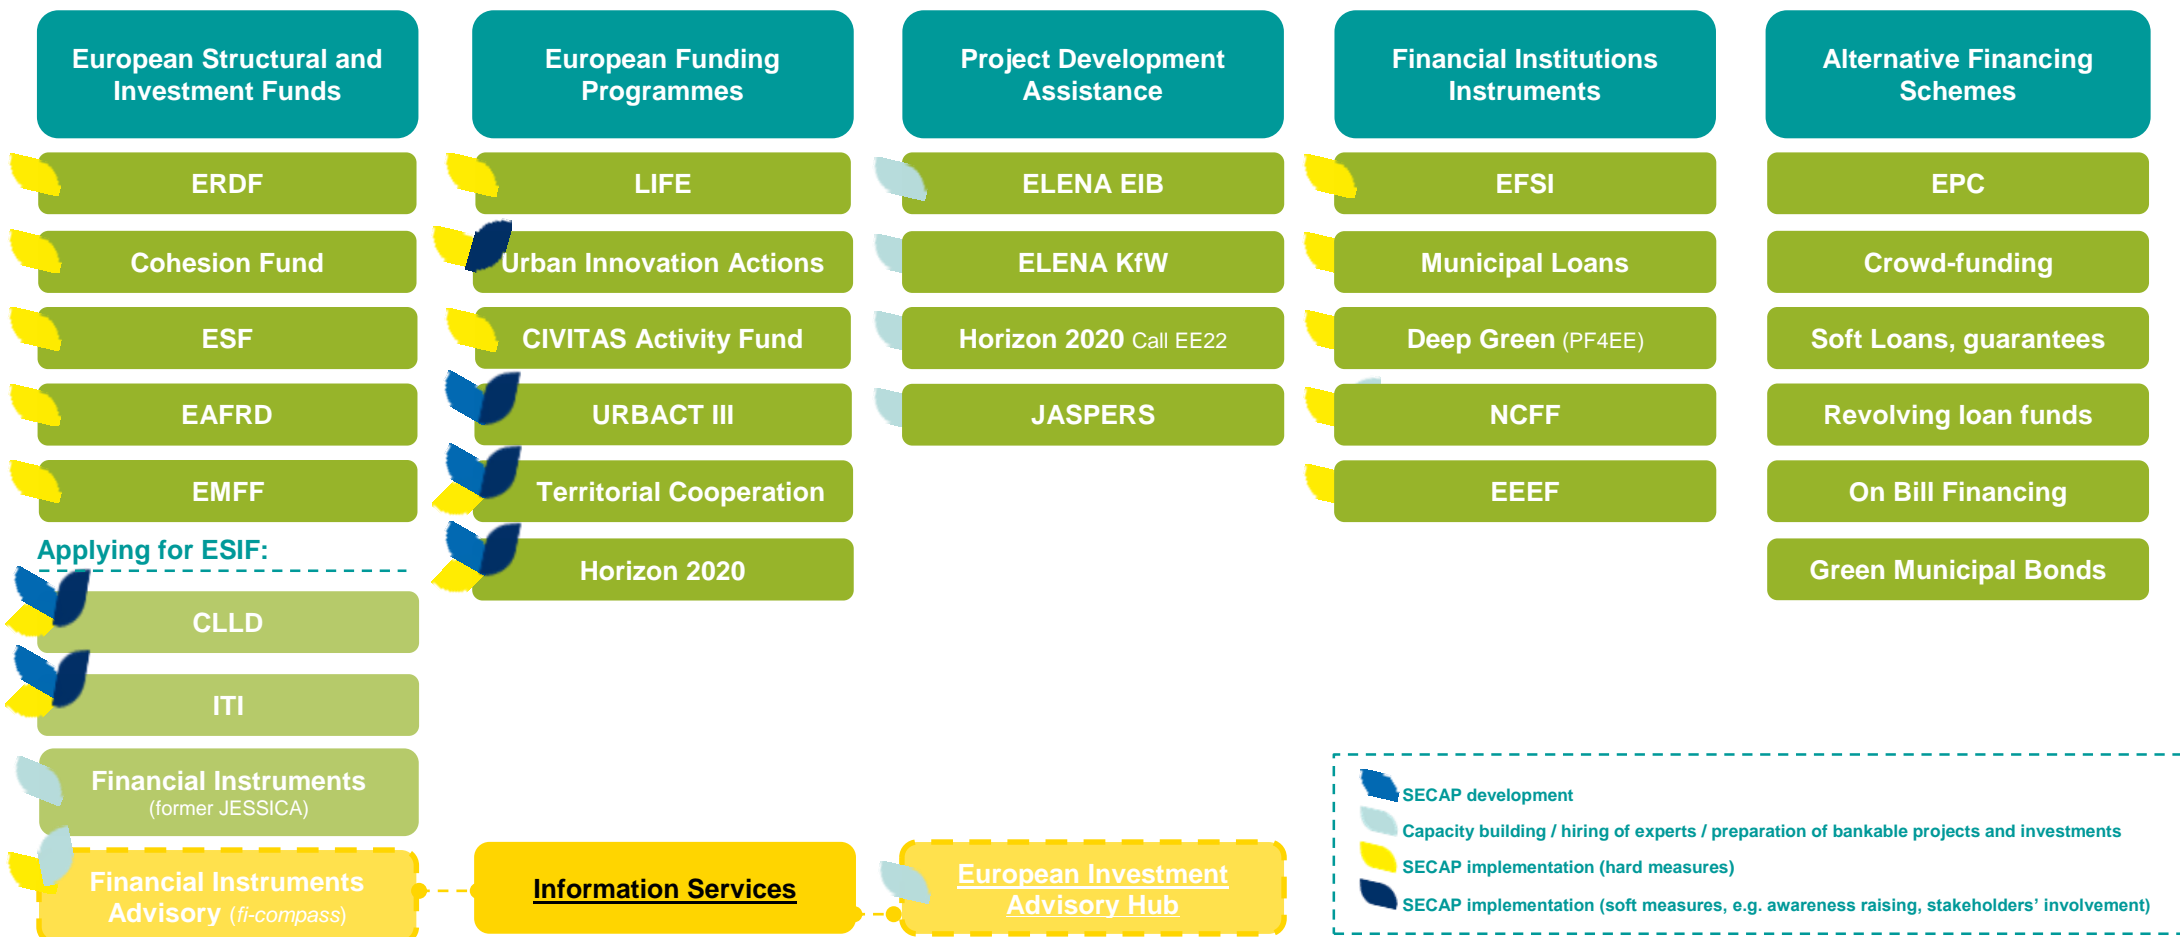 European Structural and
Investment Funds
ERDF
Cohesion Fund
ESF
EAFRD
EMFF
Applying for ESIF:
CLLD
ITI
Financial Instruments
(former JESSICA)
Financial Instruments
Advisory (fi-compass)
European Funding
Programmes
LIFE
Urban Innovation Actions
CIVITAS Activity Fund
URBACT III
Territorial Cooperation
Horizon 2020
Information Services
Project Development
Assistance
ELENA EIB
ELENA KfW
Horizon 2020 Call EE22
JASPERS
European Investment
Advisory Hub
Financial Institutions
Instruments
EFSI
Municipal Loans
Deep Green (PF4EE)
NCFF
EEEF
Alternative Financing
Schemes
EPC
Crowd-funding
Soft Loans, guarantees
Revolving loan funds
On Bill Financing
Green Municipal Bonds
SECAP development
Capacity building / hiring of experts / preparation of bankable projects and investments
SECAP implementation (hard measures)
SECAP implementation (soft measures, e.g. awareness raising, stakeholders’ involvement)